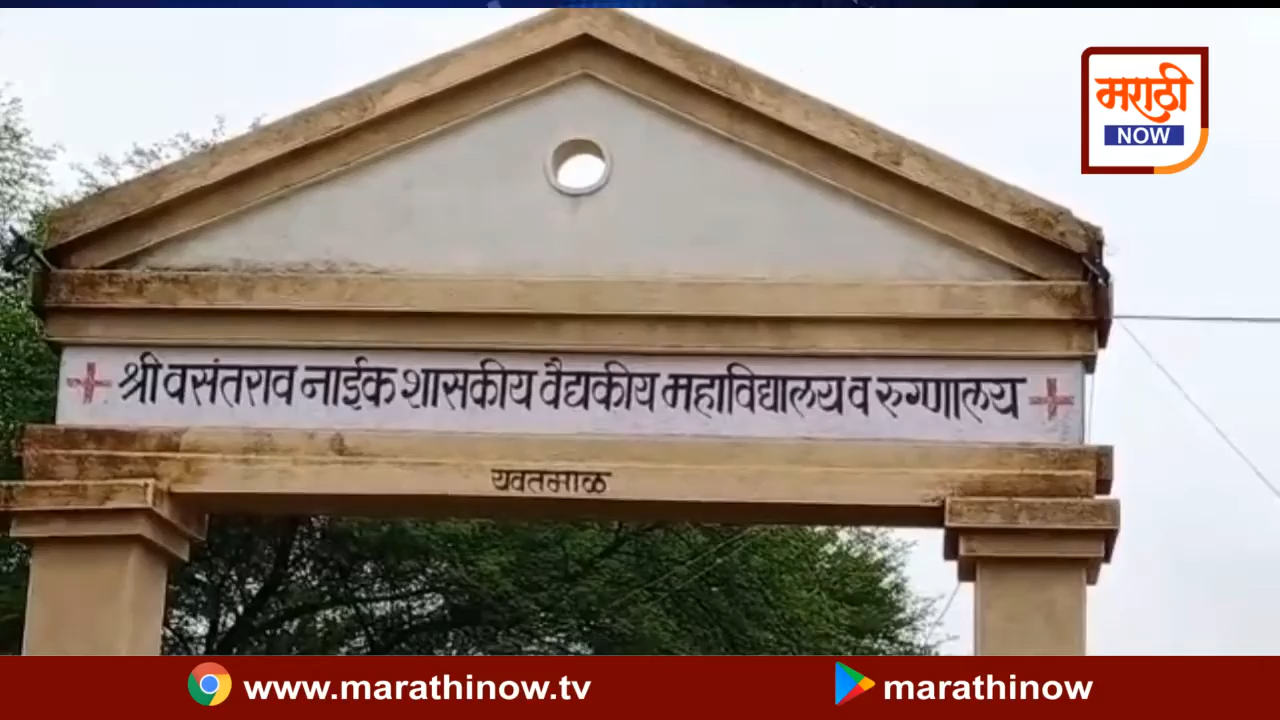 मराठी
NOW
श्री वसंतराव नाईक शासकीय वैद्यकीय महाविद्यालय व रुग्णालय
यवतमाळ
www.marathinow.tv
marathinow